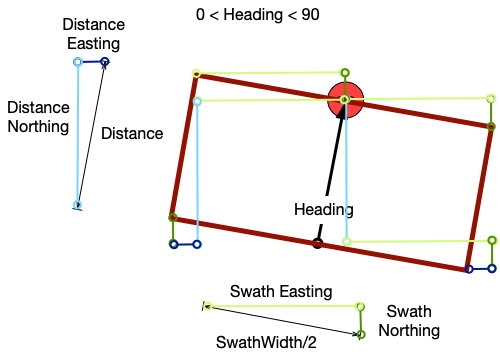 0 < Heading < 90
Distance
Easting
Distance
Northing
Distance
Heading
Swath Easting
Swath
Northing
SwathWidth/2